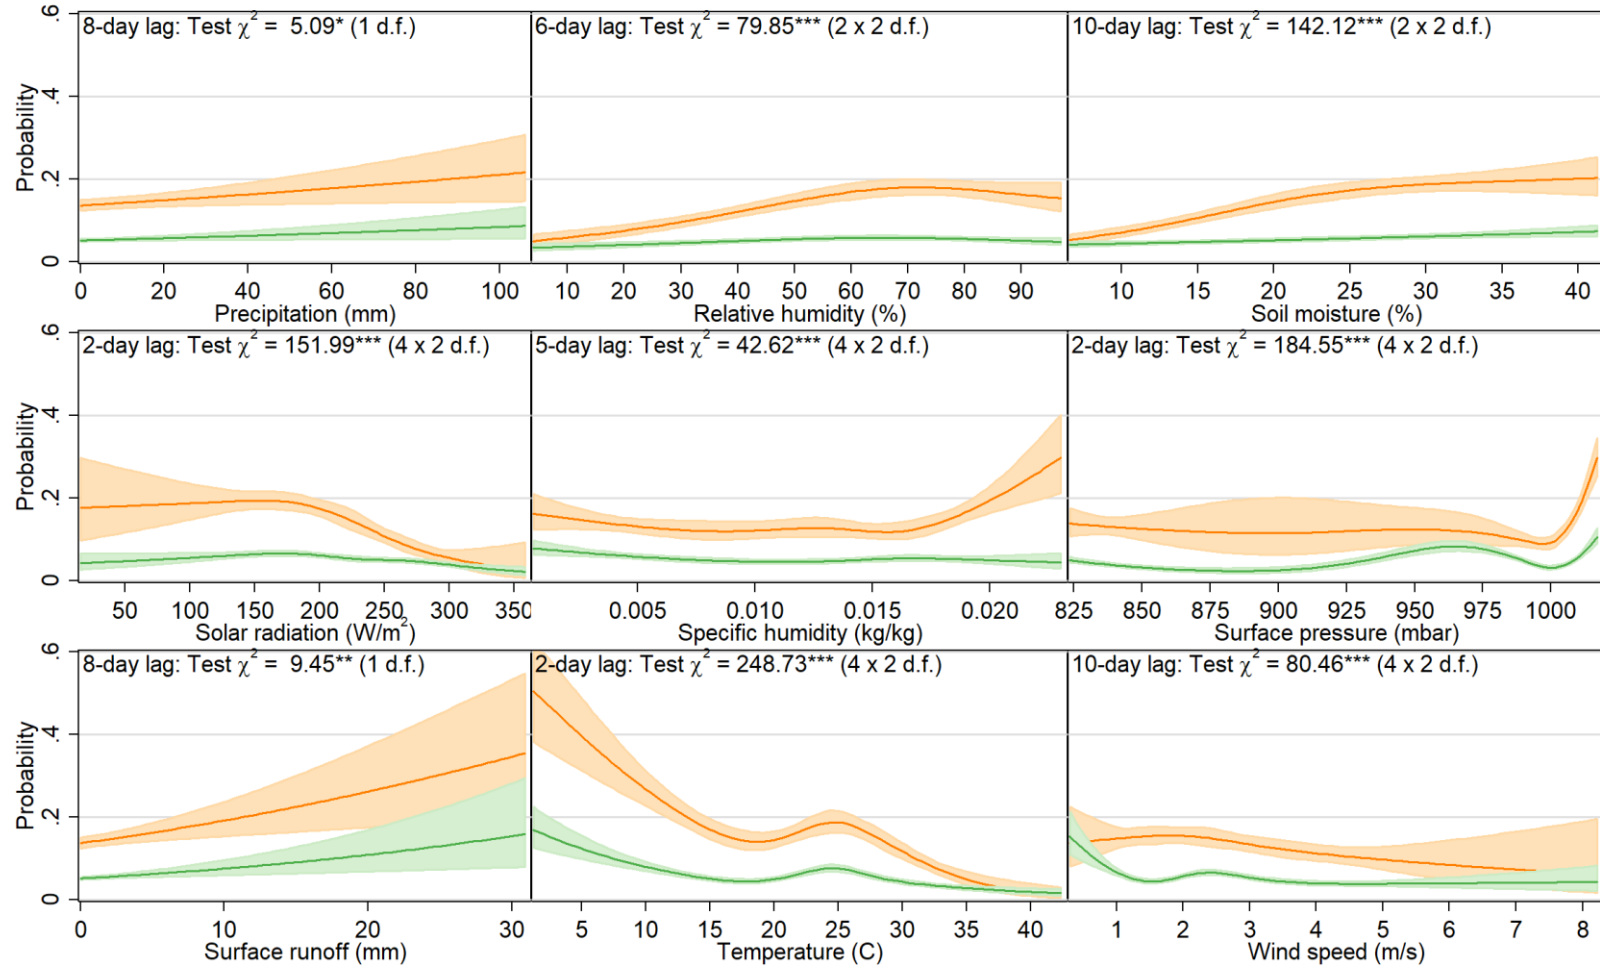 8-day lag: Test χ² = 5.09* (1 d.f.)
6-day lag: Test χ² = 79.85*** (2 x 2 d.f.)
10-day lag: Test χ² = 142.12*** (2 x 2 d.f.)
Probability
0 .2 .4 .6
0 20 40 60 80 100
10 20 30 40 50 60 70 80 90
10 15 20 25 30 35 40
Precipitation (mm)
Relative humidity (%)
Soil moisture (%)
2-day lag: Test χ² = 151.99*** (4 x 2 d.f.)
5-day lag: Test χ² = 42.62*** (4 x 2 d.f.)
2-day lag: Test χ² = 184.55*** (4 x 2 d.f.)
Probability
0 .2 .4 .6
50 100 150 200 250 300 350
0.005 0.010 0.015 0.020
825 850 875 900 925 950 975 1000
Solar radiation (W/m²)
Specific humidity (kg/kg)
Surface pressure (mbar)
8-day lag: Test χ² = 9.45** (1 d.f.)
2-day lag: Test χ² = 248.73*** (4 x 2 d.f.)
10-day lag: Test χ² = 80.46*** (4 x 2 d.f.)
Probability
0 .2 .4 .6
0 10 20 30
5 10 15 20 25 30 35 40
1 2 3 4 5 6 7 8
Surface runoff (mm)
Temperature (C)
Wind speed (m/s)